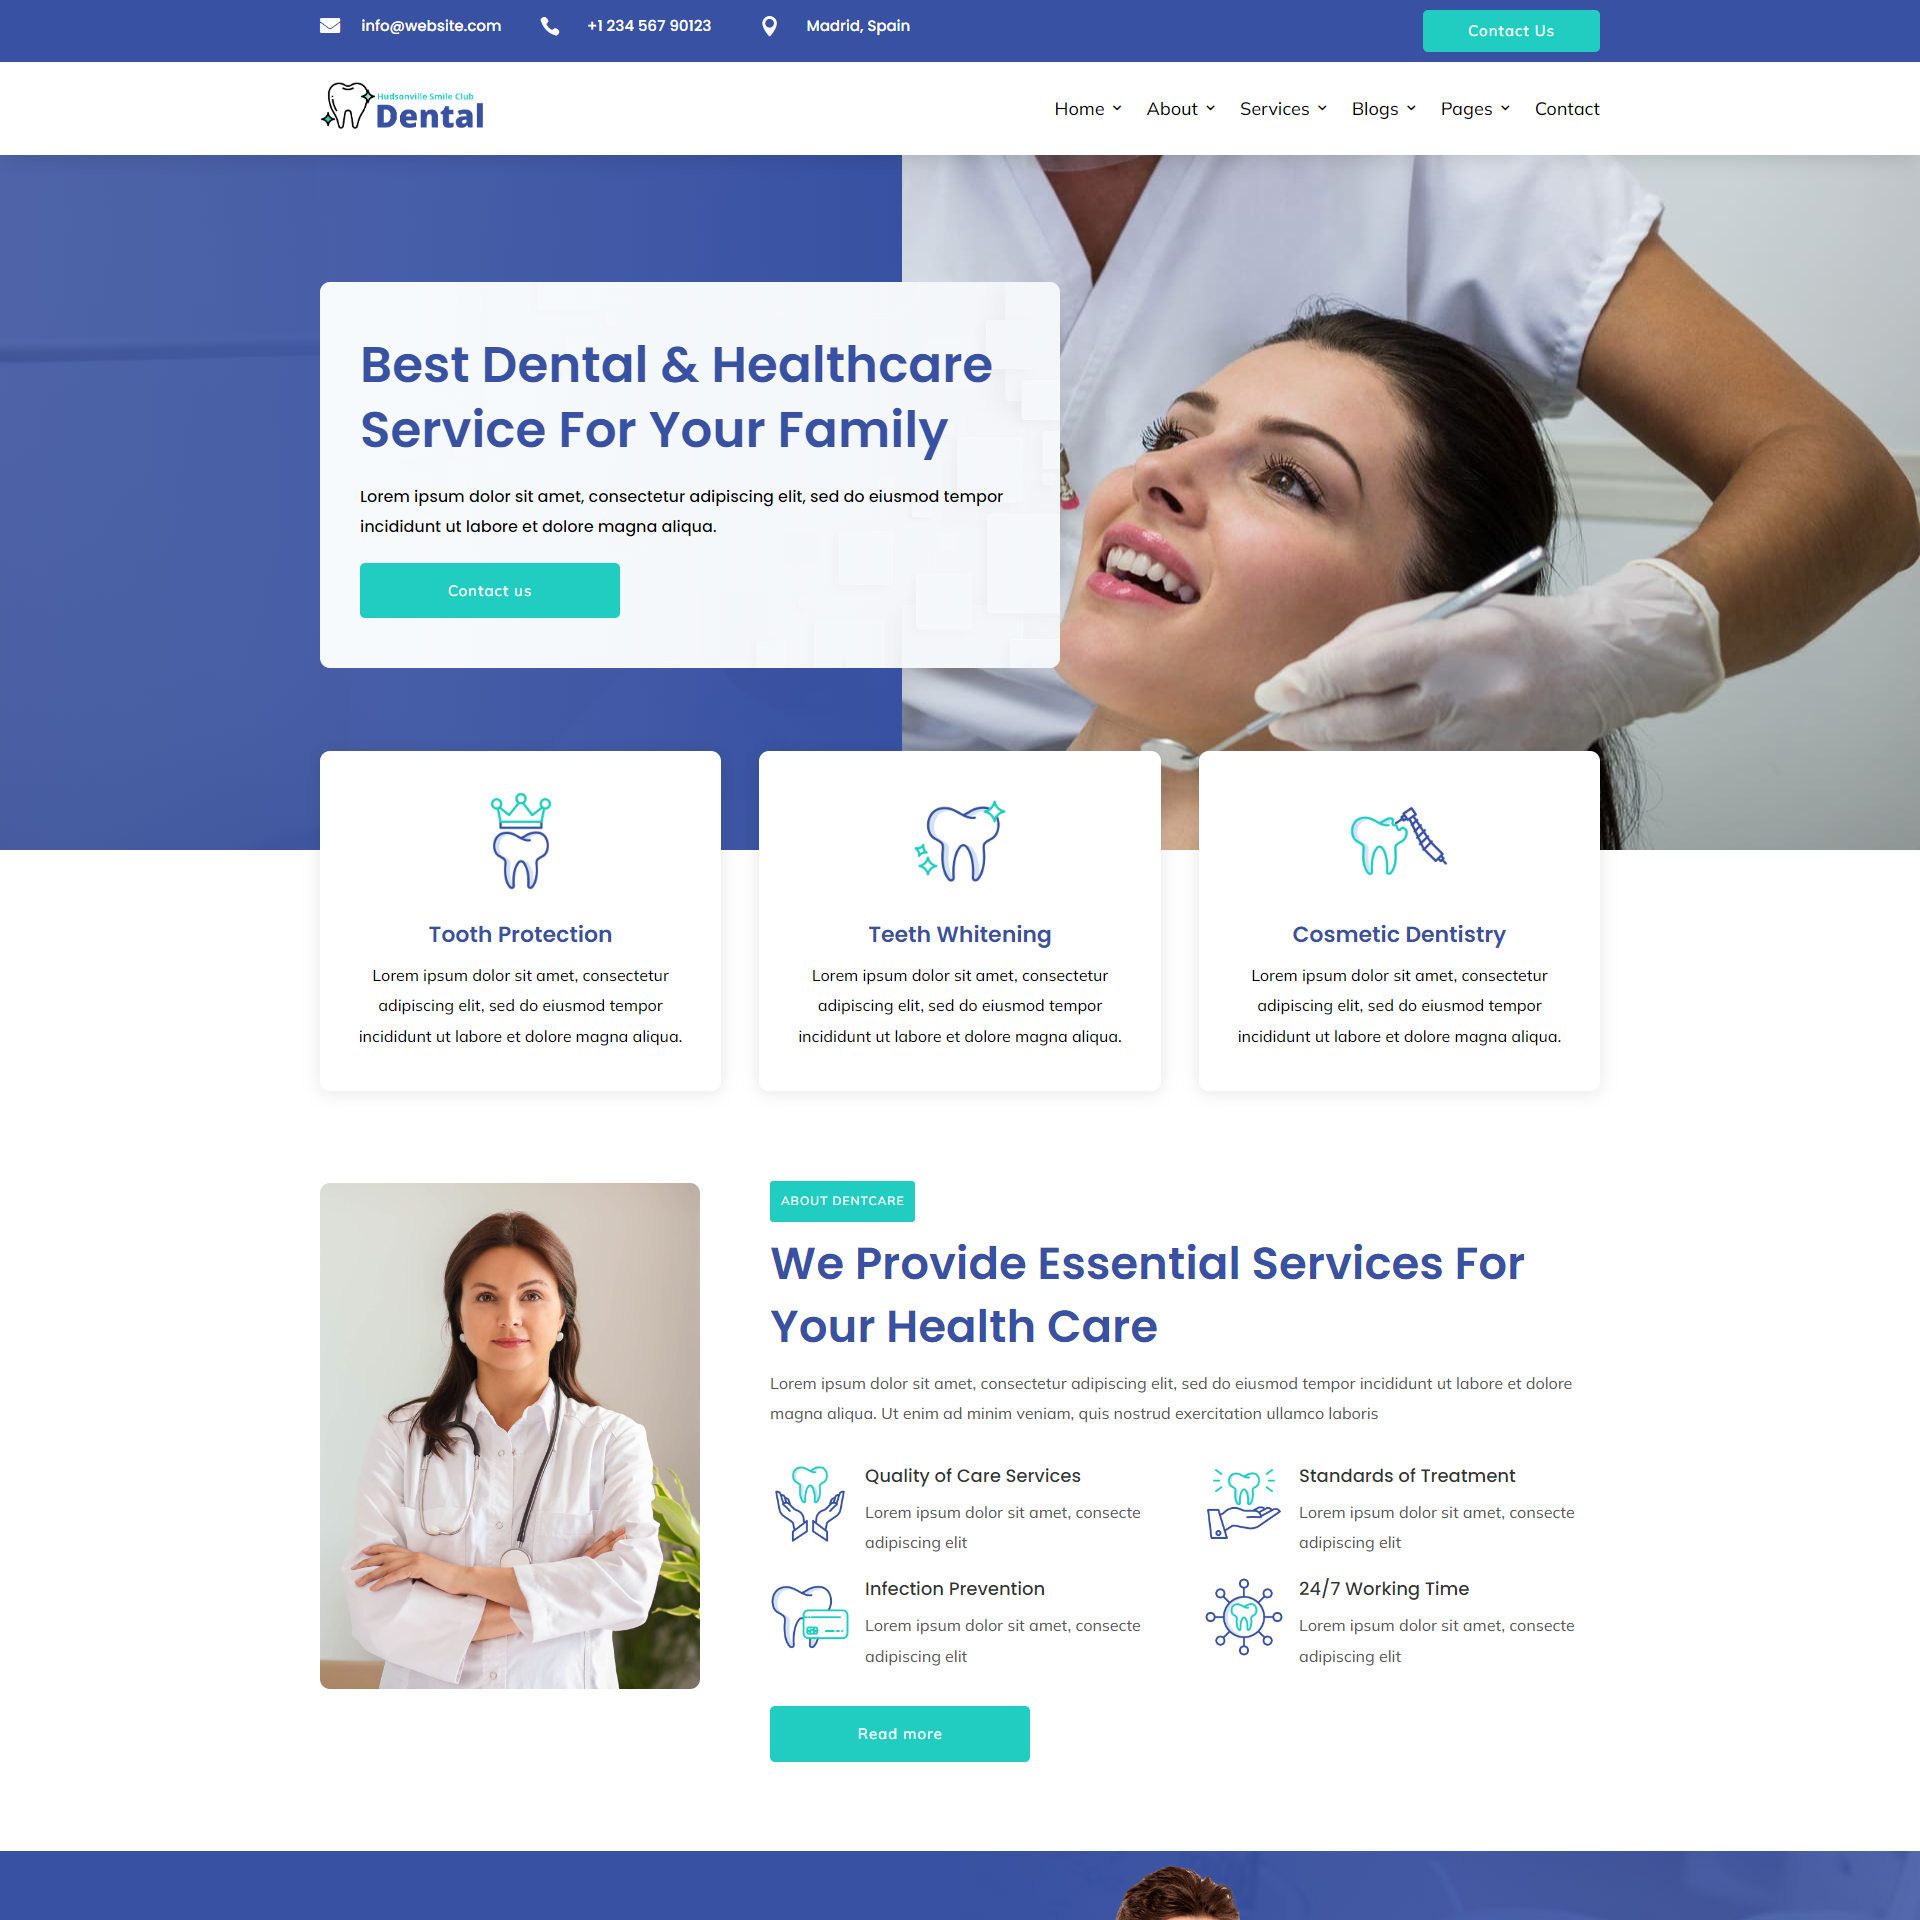 info@website.com
+1 234 567 90123
Madrid, Spain
Contact Us
Hudsonville Smile Club
Dental
Home
About
Services
Blogs
Pages
Contact
Best Dental & Healthcare
Service For Your Family
Lorem ipsum dolor sit amet, consectetur adipiscing elit, sed do eiusmod tempor
incididunt ut labore et dolore magna aliqua.
Contact us
Tooth Protection
Lorem ipsum dolor sit amet, consectetur
adipiscing elit, sed do eiusmod tempor
incididunt ut labore et dolore magna aliqua.
Teeth Whitening
Lorem ipsum dolor sit amet, consectetur
adipiscing elit, sed do eiusmod tempor
incididunt ut labore et dolore magna aliqua.
Cosmetic Dentistry
Lorem ipsum dolor sit amet, consectetur
adipiscing elit, sed do eiusmod tempor
incididunt ut labore et dolore magna aliqua.
ABOUT DENTCARE
We Provide Essential Services For
Your Health Care
Lorem ipsum dolor sit amet, consectetur adipiscing elit, sed do eiusmod tempor incididunt ut labore et dolore
magna aliqua. Ut enim ad minim veniam, quis nostrud exercitation ullamco laboris
Quality of Care Services
Lorem ipsum dolor sit amet, consecte
adipiscing elit
Standards of Treatment
Lorem ipsum dolor sit amet, consecte
adipiscing elit
Infection Prevention
Lorem ipsum dolor sit amet, consecte
adipiscing elit
24/7 Working Time
Lorem ipsum dolor sit amet, consecte
adipiscing elit
Read more